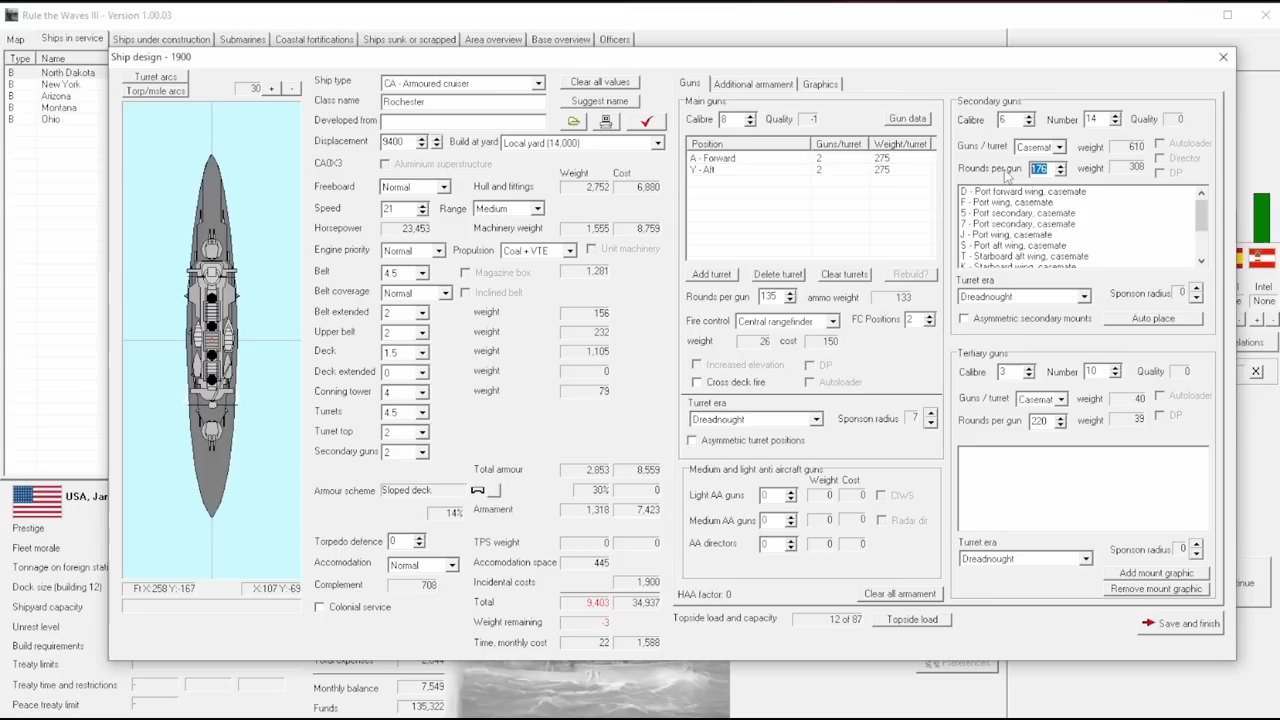 Rule the Waves III - Version 1.00.03
Map Ships in service Ships under construction Submarines Coastal fortifications Ships sunk or scrapped Area overview Base overview Officers
Type Name
B North Dakota
B New York
B Arizona
B Montana
B Ohio
Ship design - 1900
Turret arcs
Torp/msle arcs
30 + -
Ft X:258 Y:-167 X:107 Y:-69
Ship type CA - Armoured cruiser Clear all values
Class name Rochester Suggest name
Developed from
Displacement 9400 Build at yard Local yard (14,000)
CA0X3 Aluminium superstructure
Weight Cost
Freeboard Normal Hull and fittings 2,752 6,880
Speed 21 Range Medium
Horsepower 23,453 Machinery weight 1,555 8,759
Engine priority Normal Propulsion Coal + VTE Unit machinery
Belt 4.5 Magazine box 1,281
Belt coverage Normal Inclined belt
Belt extended 2 weight 156
Upper belt 2 weight 232
Deck 1.5 weight 1,105
Deck extended 0 weight 0
Conning tower 4 weight 79
Turrets 4.5
Turret top 2
Secondary guns 2
Total armour 2,853 8,559
Armour scheme Sloped deck 30% 0
14% Armament 1,318 7,423
Torpedo defence 0 TPS weight 0 0
Accomodation Normal Accomodation space 445
Complement 708 Incidental costs 1,900
Colonial service Total 9,403 34,937
Weight remaining -3
Time, monthly cost 22 1,588
Guns Additional armament Graphics
Main guns
Calibre 8 Quality -1 Gun data
Position Guns/turret Weight/turret
A - Forward 2 275
Y - Aft 2 275
Add turret Delete turret Clear turrets Rebuild?
Rounds per gun 135 ammo weight 133
Fire control Central rangefinder FC Positions 2
weight 26 cost 150
Increased elevation DP
Cross deck fire Autoloader
Turret era
Dreadnought Sponson radius 7
Asymmetric turret positions
Medium and light anti aircraft guns
Weight Cost
Light AA guns 0 0 0 CIWS
Medium AA guns 0 0 0 Radar dir
AA directors 0 0 0
HAA factor: 0 Clear all armament
Topside load and capacity 12 of 87 Topside load
Secondary guns
Calibre 6 Number 14 Quality 0
Guns / turret Casemat weight 610 Autoloader
Director
Rounds per gun 176 weight 308 DP
D - Port forward wing, casemate
F - Port wing, casemate
5 - Port secondary, casemate
7 - Port secondary, casemate
J - Port wing, casemate
S - Port aft wing, casemate
T - Starboard aft wing, casemate
K - Starboard wing, casemate
Turret era
Dreadnought Sponson radius 0
Asymmetric secondary mounts Auto place
Tertiary guns
Calibre 3 Number 10 Quality 0
Guns / turret Casemat weight 40 Autoloader
Rounds per gun 220 weight 39 DP
Turret era
Dreadnought Sponson radius 0
Add mount graphic
Remove mount graphic
Save and finish
Intel
None
USA, Jar
Prestige
Fleet morale
Tonnage on foreign stati
Dock size (building 12)
Shipyard capacity
Unrest level
Build requirements
Treaty limits
Treaty time and restrictions
Peace treaty limit
Monthly balance 7,549
Funds 135,322
Preferences